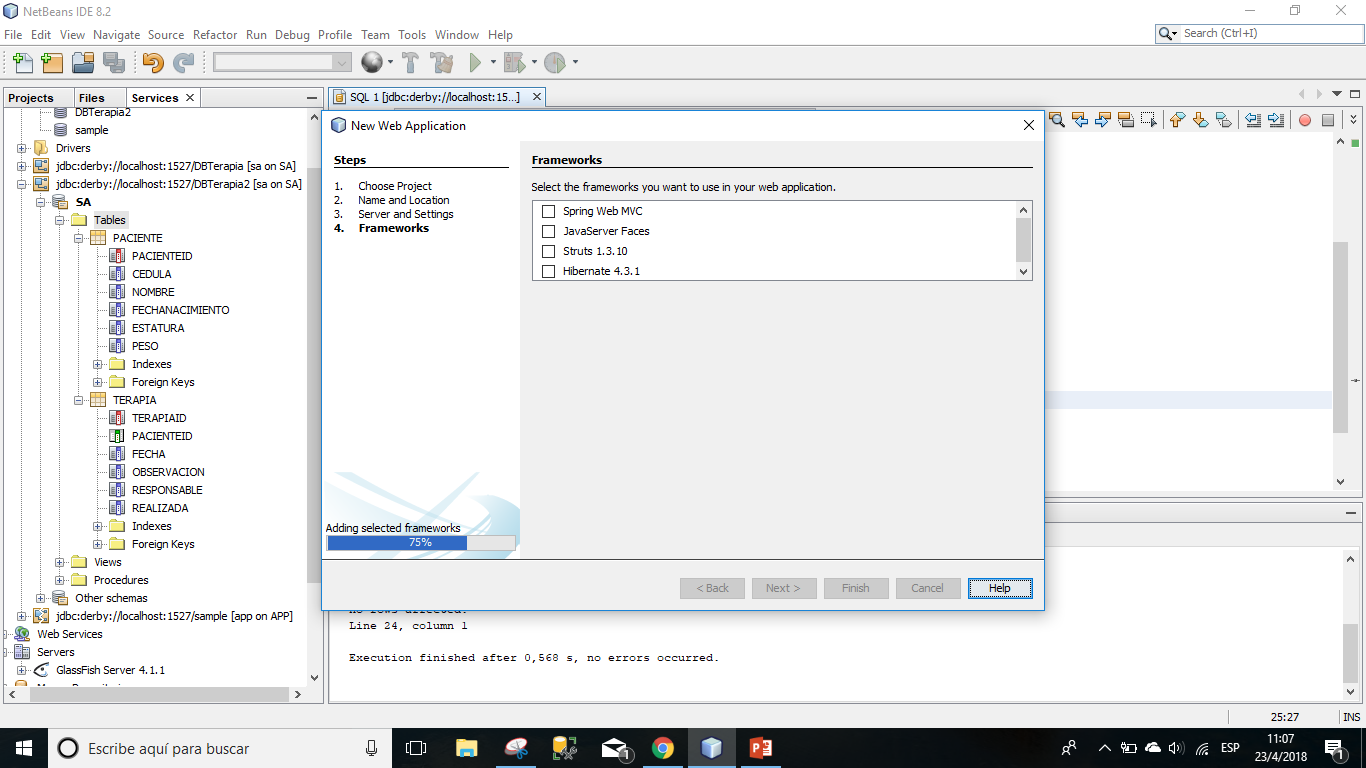 NetBeans IDE 8.2
File Edit View Navigate Source Refactor Run Debug Profile Team Tools Window Help
Search (Ctrl+I)
Projects Files Services
SQL 1 [jdbc:derby://localhost:15...]
DBTerapia2
sample
Drivers
jdbc:derby://localhost:1527/DBTerapia [sa on SA]
jdbc:derby://localhost:1527/DBTerapia2 [sa on SA]
SA
Tables
PACIENTE
PACIENTEID
CEDULA
NOMBRE
FECHANACIMIENTO
ESTATURA
PESO
Indexes
Foreign Keys
TERAPIA
TERAPIAID
PACIENTEID
FECHA
OBSERVACION
RESPONSABLE
REALIZADA
Indexes
Foreign Keys
Views
Procedures
Other schemas
jdbc:derby://localhost:1527/sample [app on APP]
Web Services
Servers
GlassFish Server 4.1.1
New Web Application
Steps
1. Choose Project
2. Name and Location
3. Server and Settings
4. Frameworks
Adding selected frameworks
75%
Frameworks
Select the frameworks you want to use in your web application.
Spring Web MVC
JavaServer Faces
Struts 1.3.10
Hibernate 4.3.1
< Back Next > Finish Cancel Help
Line 24, column 1
Execution finished after 0,568 s, no errors occurred.
25:27 INS
Escribe aquí para buscar
1
ESP
11:07
23/4/2018
1